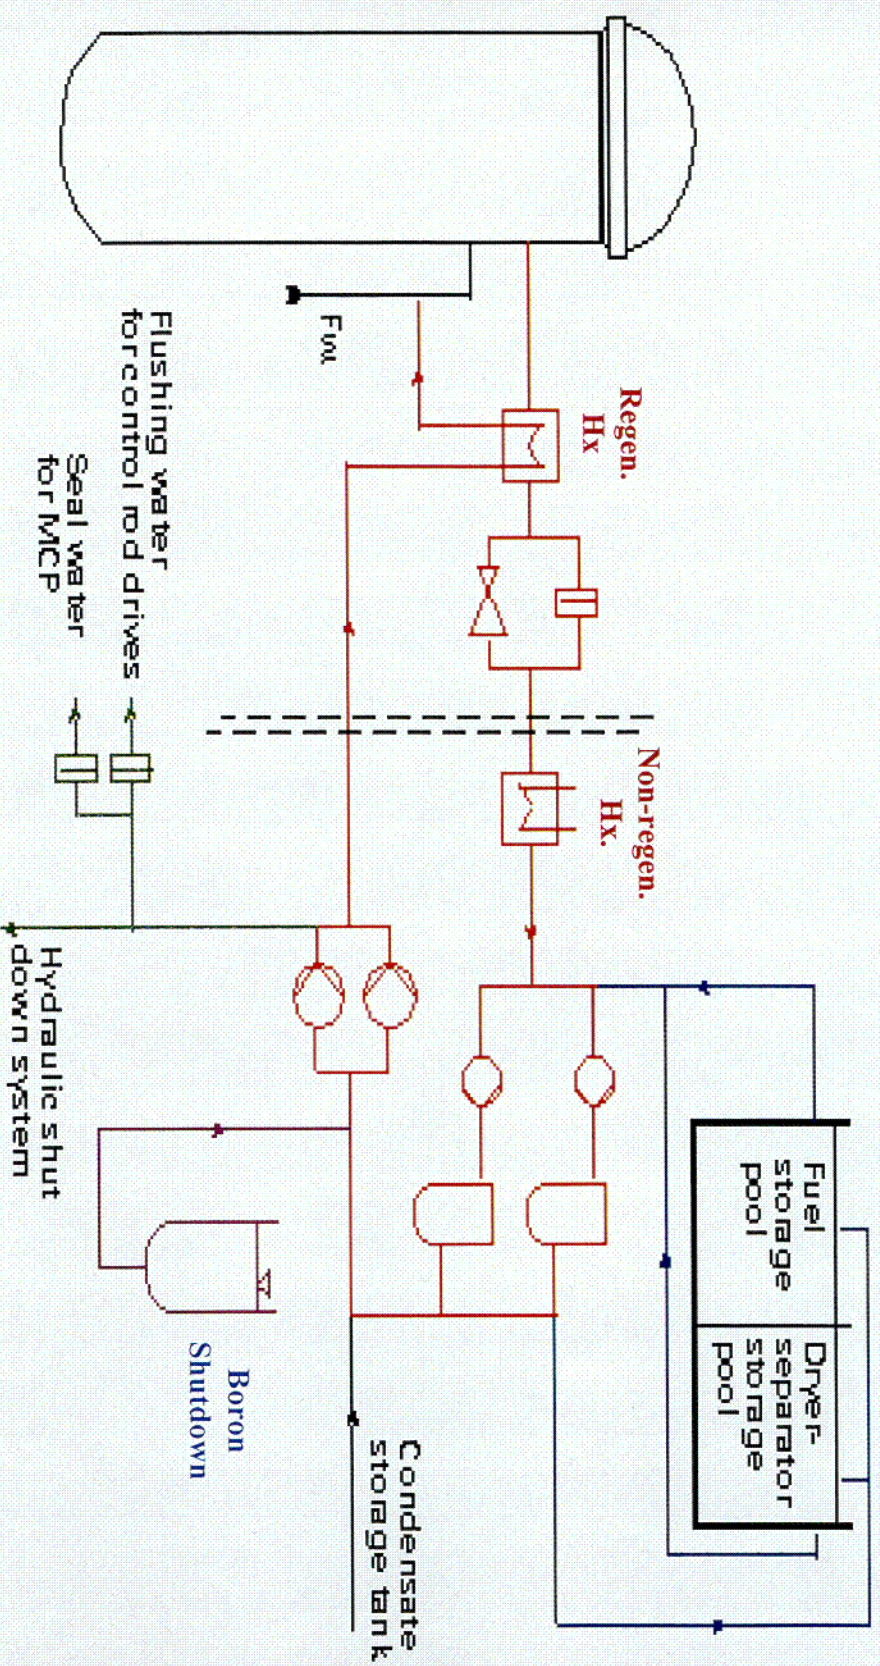 Regen.
Hx
Non-regen.
Hx.
Fuel
storage
pool
Dryer-
separator
storage
pool
Flushing water
for control rod drives
Seal water
for MCP
Hydraulic shut
down system
Boron
Shutdown
Condensate
storage tank